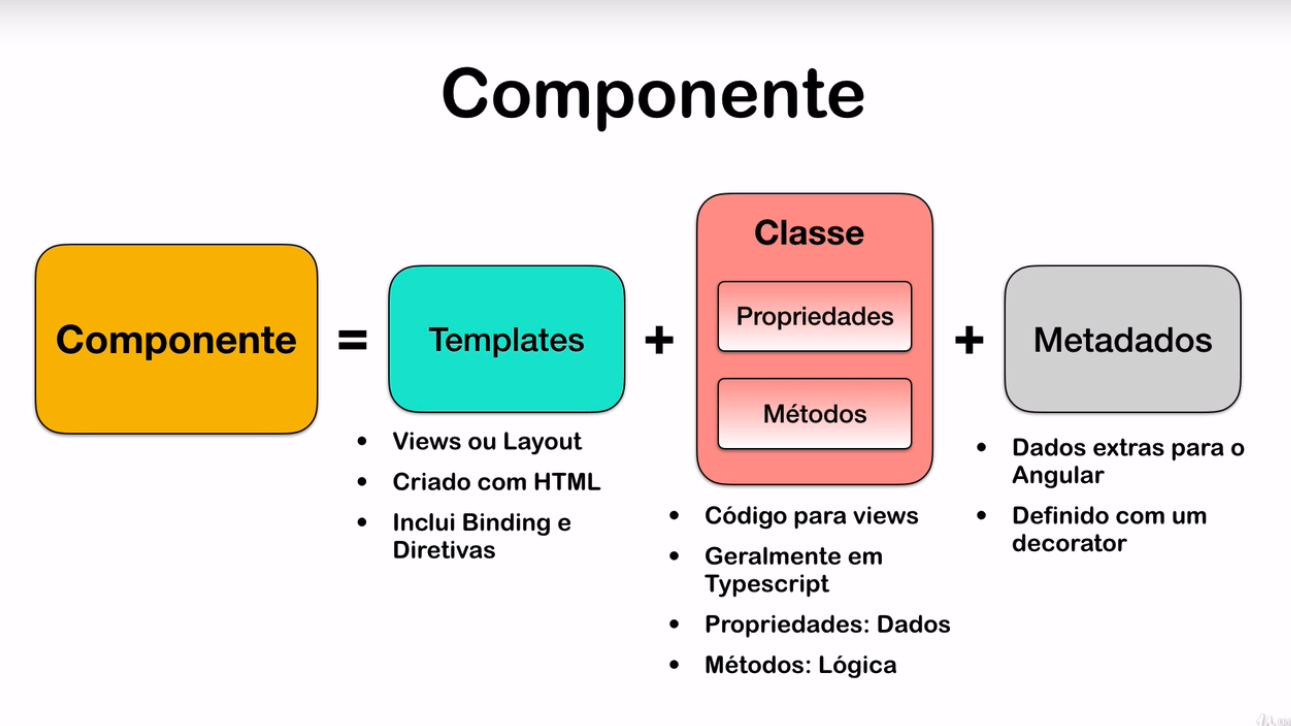 Componente
Componente
=
Templates
+
Classe
Propriedades
Métodos
+
Metadados
• Views ou Layout
• Criado com HTML
• Inclui Binding e
Diretivas
• Código para views
• Geralmente em
Typescript
• Propriedades: Dados
• Métodos: Lógica
• Dados extras para o
Angular
• Definido com um
decorator